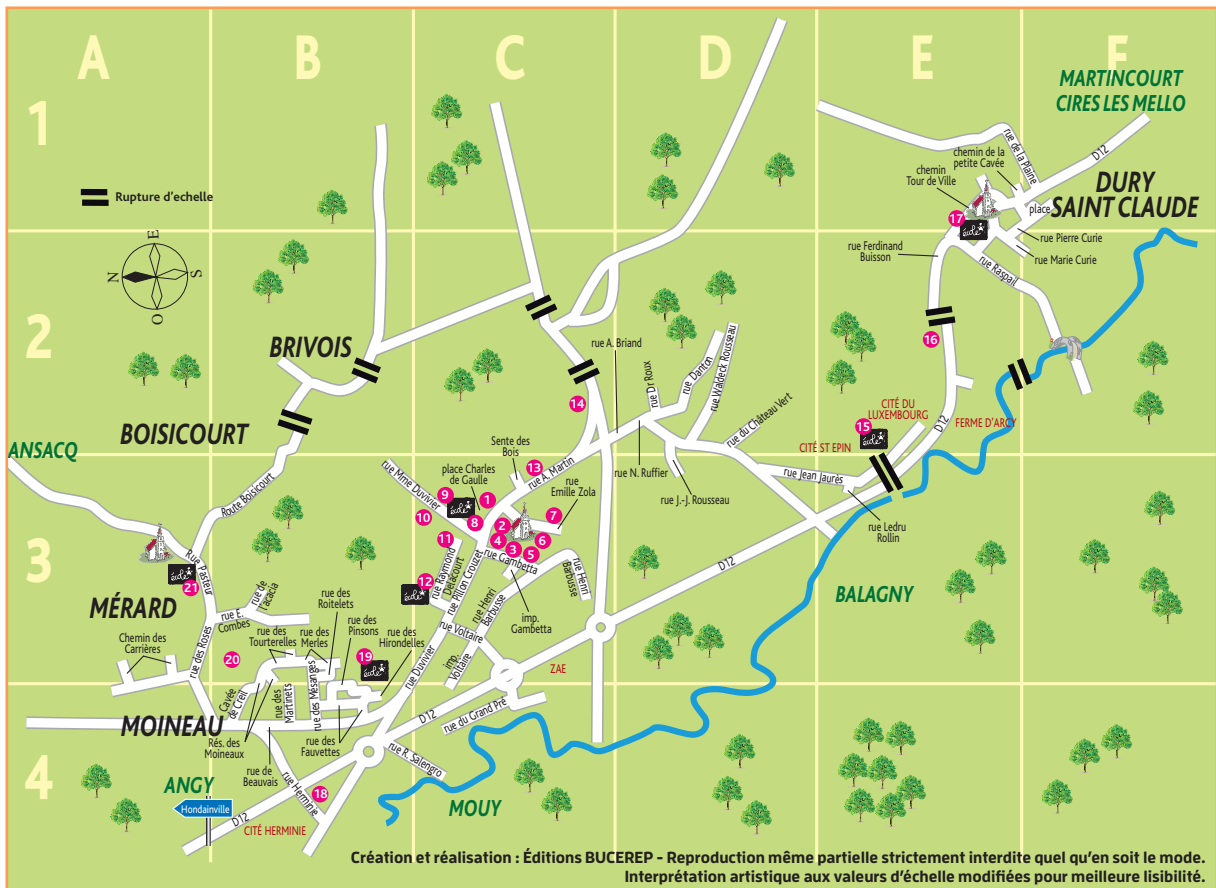 A
B
C
D
E
F
1
2
3
4
MARTINCOURT
CIRES LES MELLO
rue de la Plaine
chemin de la
petite Cavée
D12
chemin
Tour de Ville
DURY
SAINT CLAUDE
place
17
école
rue Pierre Curie
rue Marie Curie
rue Ferdinand
Buisson
rue Raspail
Rupture d'echelle
E
N
S
O
BRIVOIS
16
rue A. Briand
rue Dr Roux
rue Danton
rue Waldeck Rousseau
14
CITÉ DU
LUXEMBOURG
D12
FERME D'ARCY
15
école
CITÉ ST EPIN
BOISICOURT
ANSACQ
Route Boisicourt
Sente des
Bois
13
rue A. Martin
rue N. Ruffier
rue du Château Vert
rue J.-J. Rousseau
rue Jean Jaurès
rue Ledru
Rollin
rue Mme Duvivier
place Charles
de Gaulle
9
école
1
8
10
11
2
4
3
5
6
7
rue
Emille Zola
rue Gambetta
12
école
rue Raymond
Delacourt
rue Pillon Crouzet
rue Henri
Barbusse
rue Henri
Barbusse
imp.
Gambetta
D12
BALAGNY
Rue Pasteur
école
21
MÉRARD
rue de
l'acacia
rue E.
Combes
rue des
Roitelets
rue des
Tourterelles
rue des
Merles
rue des
Pinsons
rue des
Hirondelles
rue Voltaire
imp.
Voltaire
Chemin des
Carrières
rue des Roses
20
19
école
ZAE
rue Duvivier
Cavée
de Creil
rue des
Martinets
rue des Mésanges
MOINEAU
Rés. des
Moineaux
rue de
Beauvais
rue des
Fauvettes
D12
rue du Grand Pré
rue R. Salengro
ANGY
Hondainville
rue Herminie
18
D12
CITÉ HERMINIE
MOUY
Création et réalisation : Éditions BUCEREP - Reproduction même partielle strictement interdite quel qu'en soit le mode.
Interprétation artistique aux valeurs d'échelle modifiées pour meilleure lisibilité.